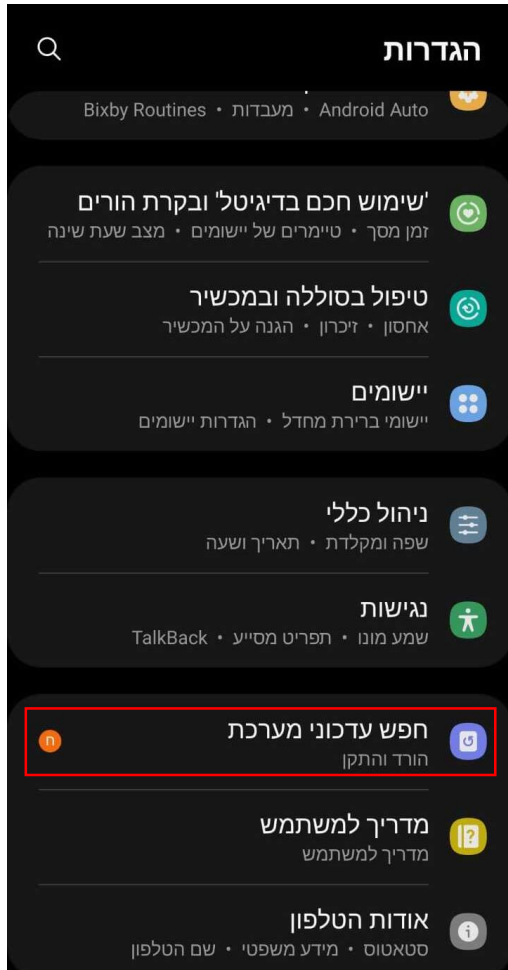 הגדרות
Android Auto • מעבדות • Bixby Routines
'שימוש חכם בדיגיטל' ובקרת הורים
זמן מסך • טיימרים של יישומים • מצב שעת שינה
טיפול בסוללה ובמכשיר
אחסון • זיכרון • הגנה על המכשיר
יישומים
יישומי ברירת מחדל • הגדרות יישומים
ניהול כללי
שפה ומקלדת • תאריך ושעה
נגישות
שמע מונו • תפריט מסייע • TalkBack
חפש עדכוני מערכת
ח
הורד והתקן
מדריך למשתמש
מדריך למשתמש
אודות הטלפון
סטאטוס • מידע משפטי • שם הטלפון